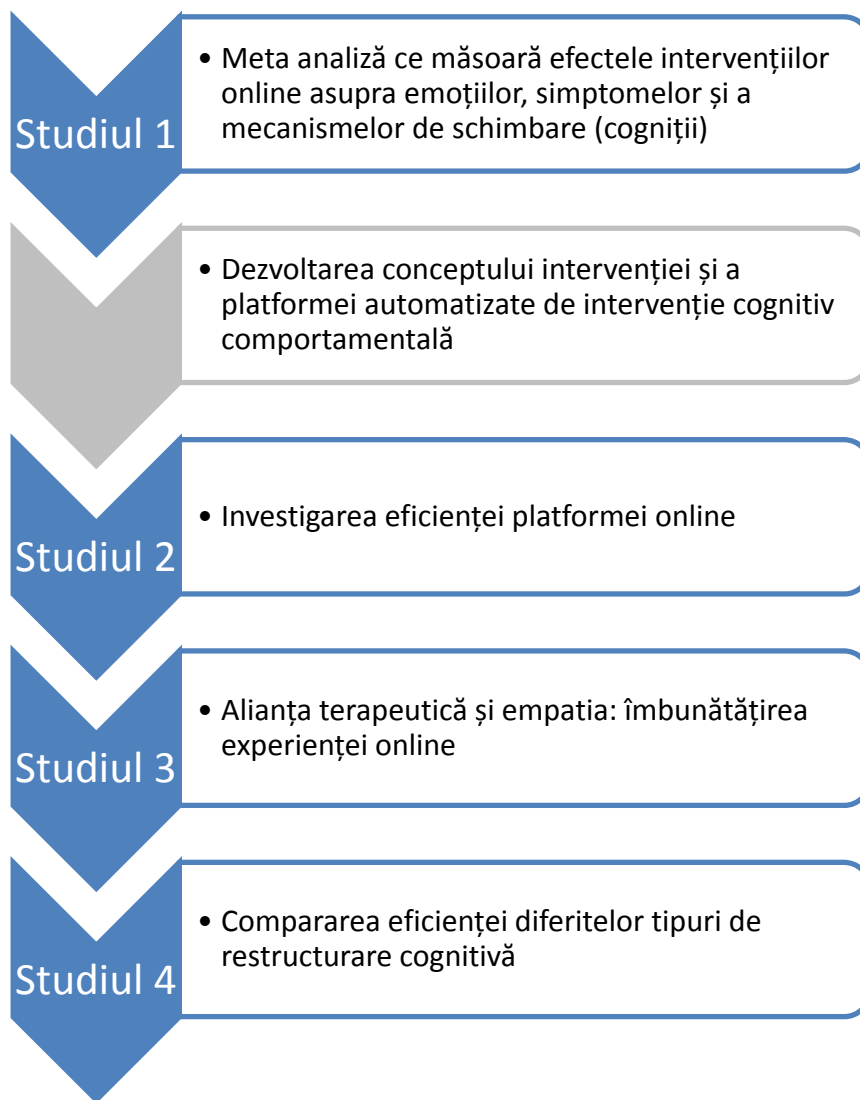 Studiul 1
• Meta analiză ce măsoară efectele intervențiilor
online asupra emoțiilor, simptomelor și a
mecanismelor de schimbare (cogniții)
• Dezvoltarea conceptului intervenției și a
platformei automatizate de intervenție cognitiv
comportamentală
Studiul 2
• Investigarea eficienței platformei online
Studiul 3
• Alianța terapeutică și empatia: îmbunătățirea
experienței online
Studiul 4
• Compararea eficienței diferitelor tipuri de
restructurare cognitivă